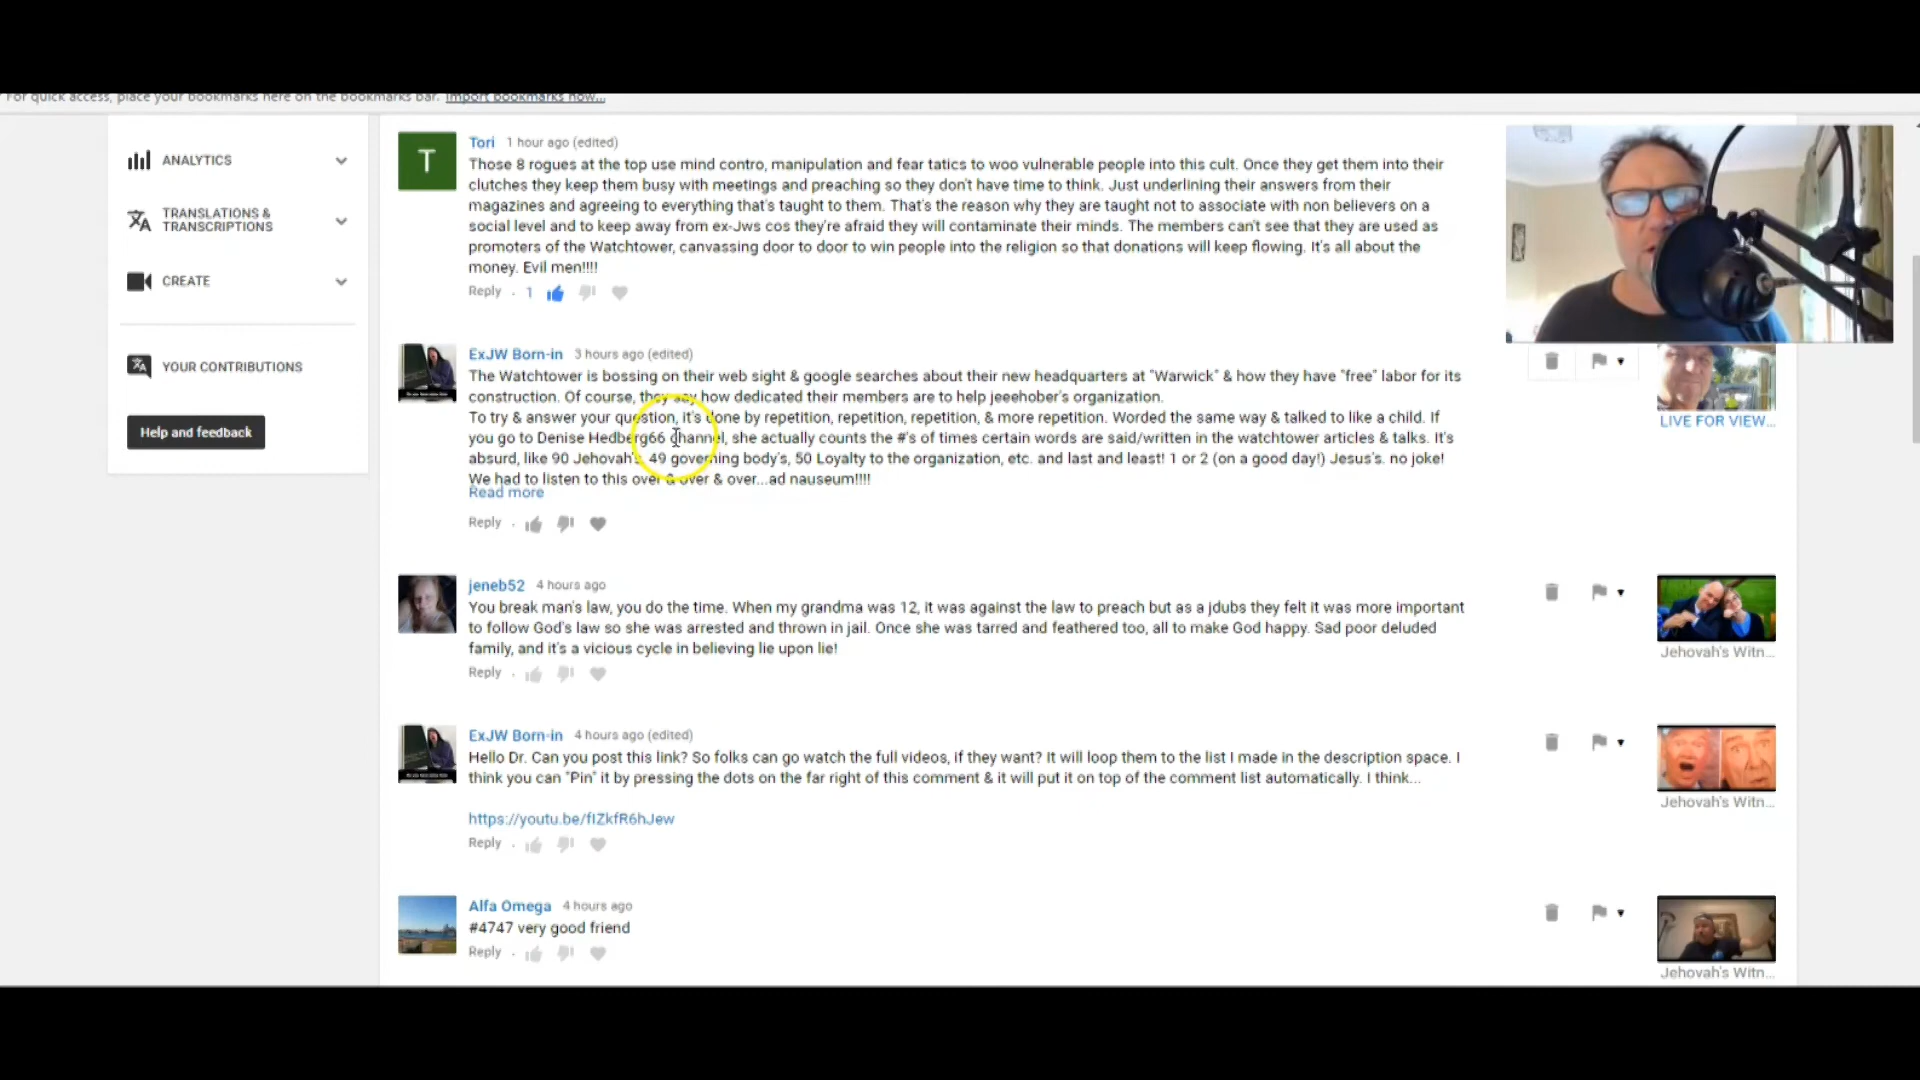 For quick access, place your bookmarks here on the bookmarks bar. Import bookmarks now...
ANALYTICS
TRANSLATIONS &
TRANSCRIPTIONS
CREATE
YOUR CONTRIBUTIONS
Help and feedback
T
Tori 1 hour ago (edited)
Those 8 rogues at the top use mind contro, manipulation and fear tatics to woo vulnerable people into this cult. Once they get them into their
clutches they keep them busy with meetings and preaching so they don't have time to think. Just underlining their answers from their
magazines and agreeing to everything that's taught to them. That's the reason why they are taught not to associate with non believers on a
social level and to keep away from ex-Jws cos they're afraid they will contaminate their minds. The members can't see that they are used as
promoters of the Watchtower, canvassing door to door to win people into the religion so that donations will keep flowing. It's all about the
money. Evil men!!!!
Reply . 1
ExJW Born-in 3 hours ago (edited)
The Watchtower is bossing on their web sight & google searches about their new headquarters at "Warwick" & how they have "free" labor for its
construction. Of course, they say how dedicated their members are to help jeeehober's organization.
To try & answer your question, it's done by repetition, repetition, repetition, & more repetition. Worded the same way & talked to like a child. If
you go to Denise Hedberg66 channel, she actually counts the #'s of times certain words are said/written in the watchtower articles & talks. It's
absurd, like 90 Jehovah's, 49 governing body's, 50 Loyalty to the organization, etc. and last and least! 1 or 2 (on a good day!) Jesus's. no joke!
We had to listen to this over & over & over...ad nauseum!!!!
Read more
Reply .
LIVE FOR VIEW...
jeneb52 4 hours ago
You break man's law, you do the time. When my grandma was 12, it was against the law to preach but as a jdubs they felt it was more important
to follow God's law so she was arrested and thrown in jail. Once she was tarred and feathered too, all to make God happy. Sad poor deluded
family, and it's a vicious cycle in believing lie upon lie!
Reply .
Jehovah's Witn...
ExJW Born-in 4 hours ago (edited)
Hello Dr. Can you post this link? So folks can go watch the full videos, if they want? It will loop them to the list I made in the description space. I
think you can "Pin" it by pressing the dots on the far right of this comment & it will put it on top of the comment list automatically. I think...
https://youtu.be/fIZkfR6hJew
Reply .
Jehovah's Witn...
Alfa Omega 4 hours ago
#4747 very good friend
Reply .
Jehovah's Witn...